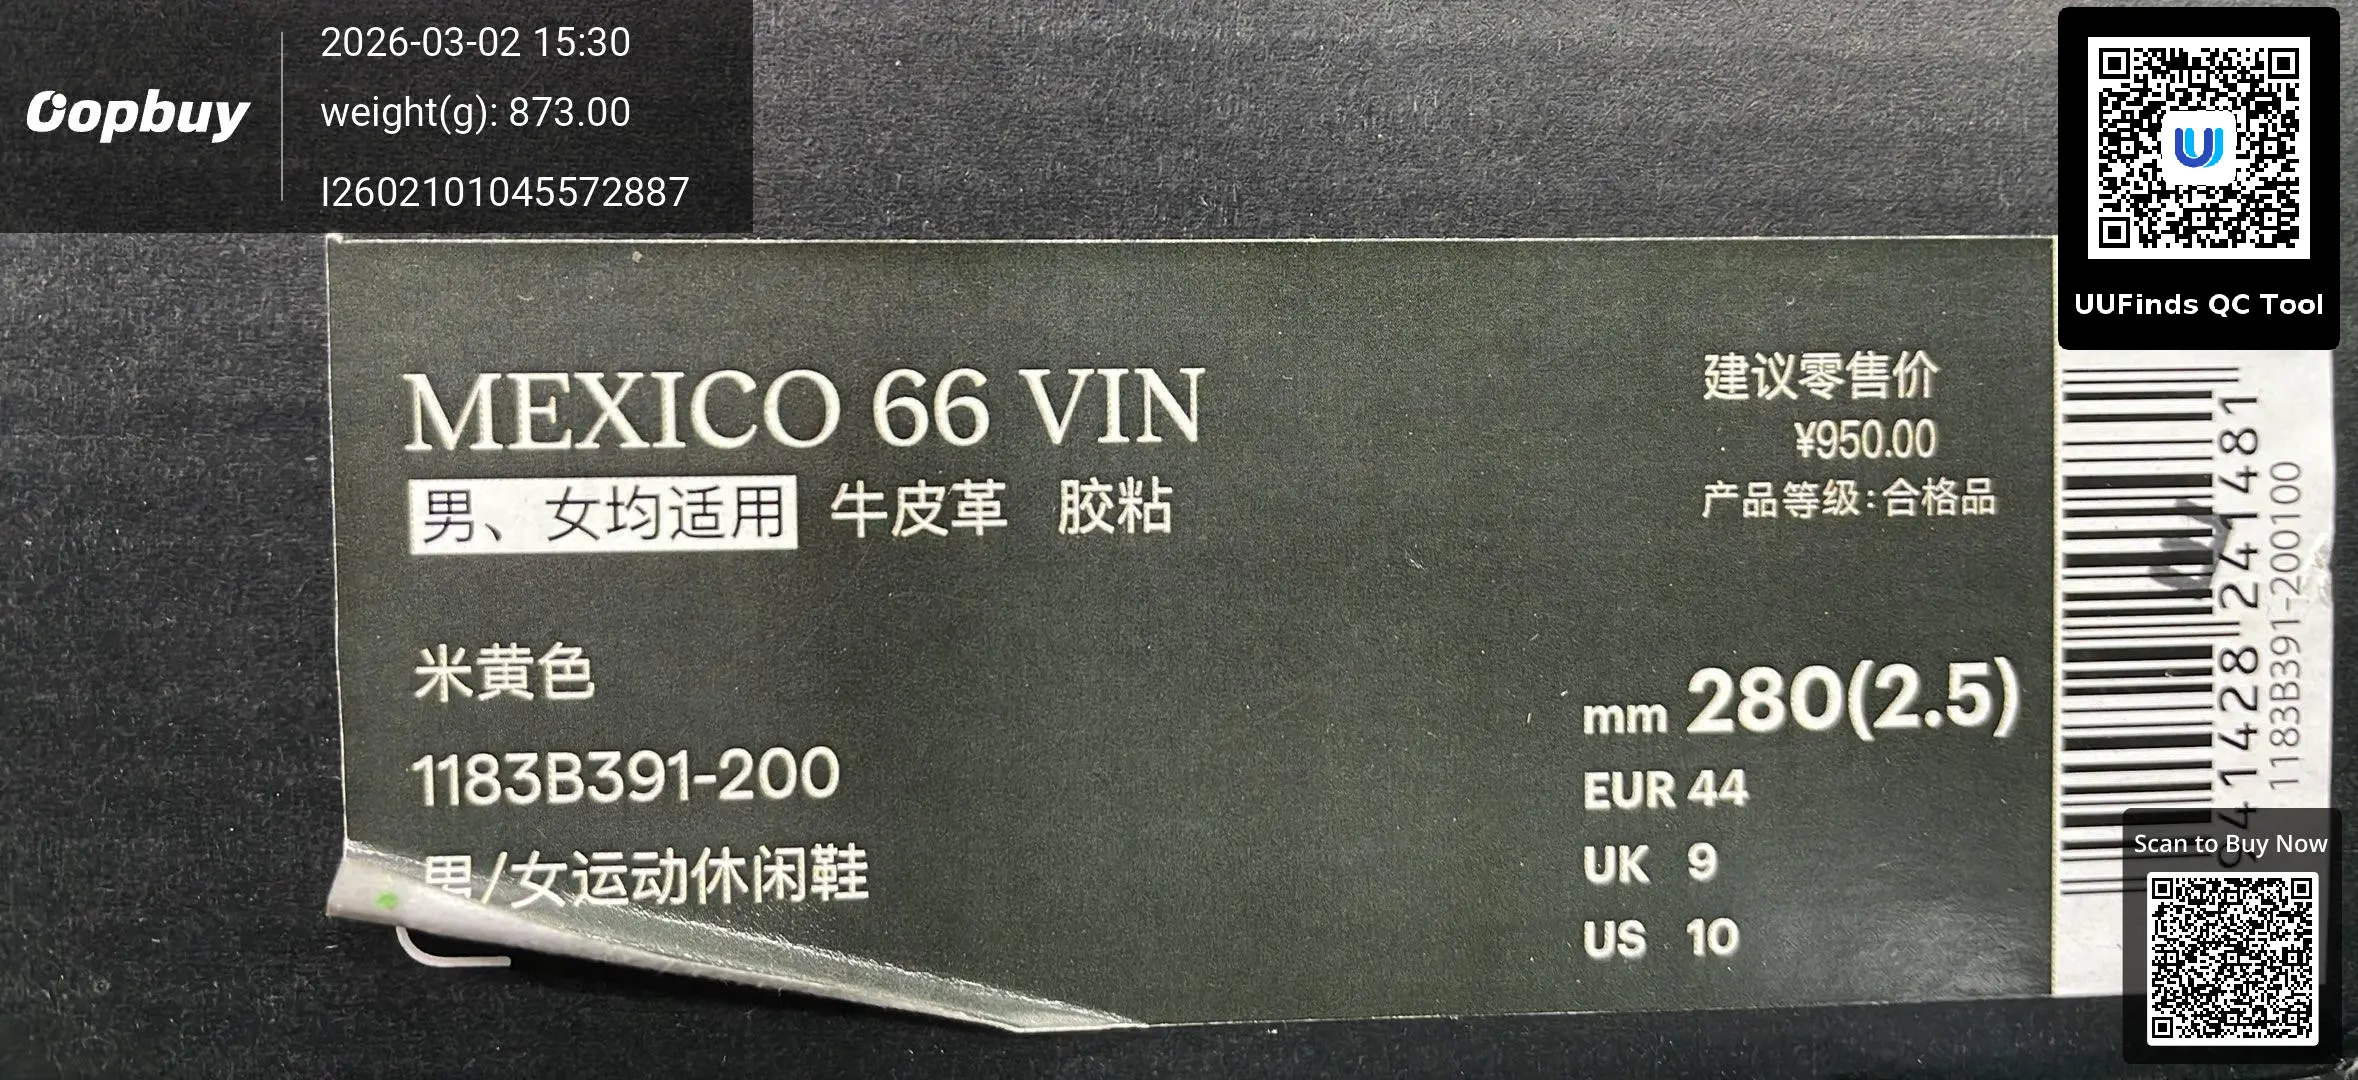 Oopbuy
2026-03-02 15:30
weight(g): 873.00
I2602101045572887
UUFinds QC Tool
MEXICO 66 VIN
男、女均适用 牛皮革 胶粘
米黄色
1183B391-200
男/女运动休闲鞋
建议零售价
¥950.00
产品等级:合格品
mm 280(2.5)
EUR 44
UK 9
US 10
941428 241481
1183B391-200100
Scan to Buy Now